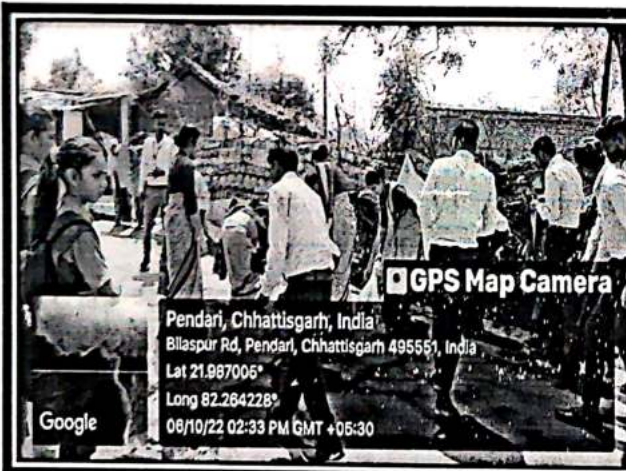 GPS Map Camera
Pendari, Chhattisgarh, India
Bilaspur Rd, Pendari, Chhattisgarh 495551, India
Lat 21.987005°
Long 82.264228°
06/10/22 02:33 PM GMT +05:30
Google